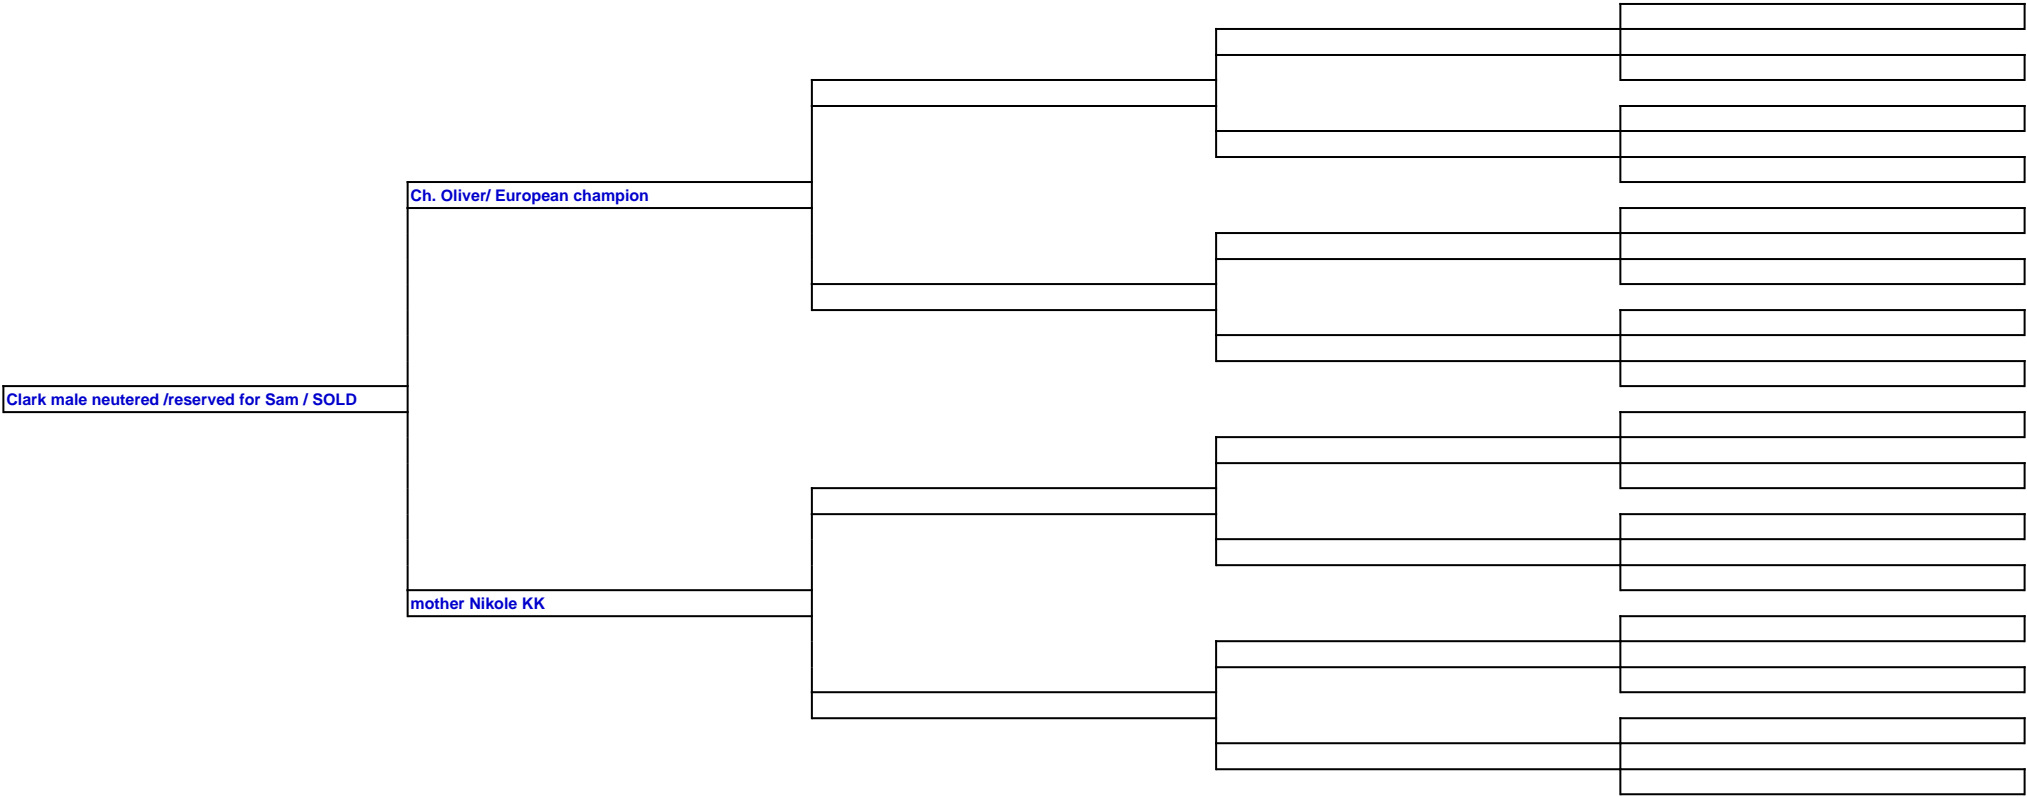 Ch. Oliver/ European champion
Clark male neutered /reserved for Sam / SOLD
mother Nikole KK